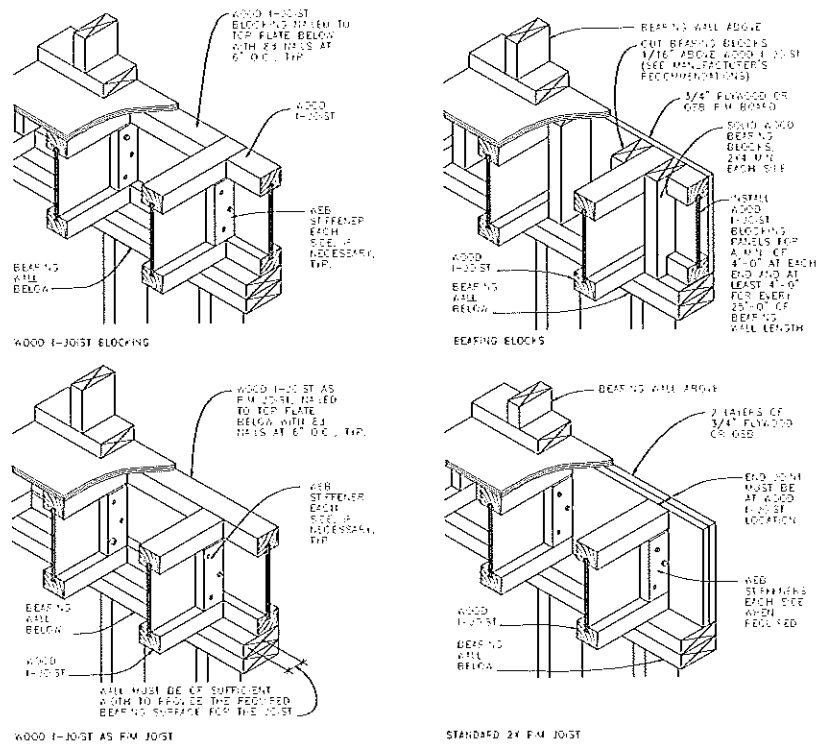 WOOD I-JOIST
BLOCKING NAILED TO
TOP PLATE BELOW
WITH 8d NAILS AT
6" O.C., TYP.
WOOD
I-JOIST
WEB
STIFFENER
EACH
SIDE, IF
NECESSARY,
TYP.
BEARING
WALL
BELOW
WOOD I-JOIST BLOCKING
BEARING WALL ABOVE
CUT BEARING BLOCKS
1/16" ABOVE WOOD I-JOIST
(SEE MANUFACTURER'S
RECOMMENDATIONS)
3/4" PLYWOOD OR
OSB RIM BOARD
SOLID WOOD
BEARING
BLOCKS,
2X4 MIN.
EACH SIDE
INSTALL
WOOD
I-JOIST
BLOCKING
PANELS FOR
A MIN. OF
4'-0" AT EACH
END AND AT
LEAST 4'-0"
FOR EVERY
25'-0" OF
BEARING
WALL LENGTH
WOOD
I-JOIST
BEARING
WALL
BELOW
BEARING BLOCKS
WOOD I-JOIST AS
RIM JOIST, NAILED
TO TOP PLATE
BELOW WITH 8d
NAILS AT 6" O.C., TYP.
WEB
STIFFENER
EACH
SIDE, IF
NECESSARY,
TYP.
BEARING
WALL
BELOW
WOOD
I-JOIST
WALL MUST BE OF SUFFICIENT
WIDTH TO PROVIDE THE REQUIRED
BEARING SURFACE FOR THE JOIST
WOOD I-JOIST AS RIM JOIST
BEARING WALL ABOVE
2 LAYERS OF
3/4" PLYWOOD
OR OSB
END JOINT
MUST BE
AT WOOD
I-JOIST
LOCATION
WEB
STIFFENERS
EACH SIDE
WHEN
REQUIRED
WOOD
I-JOIST
BEARING
WALL
BELOW
STANDARD 2X RIM JOIST